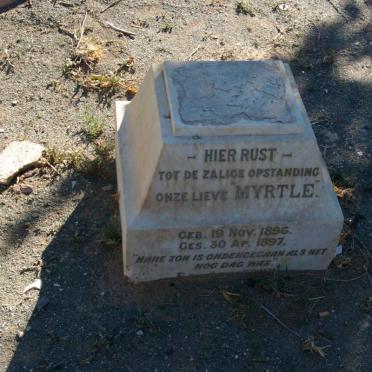 - HIER RUST -
TOT DE ZALIGE OPSTANDING
ONZE LIEVE "MYRTLE."
GEB. 19 NOV. 1896.
GES. 30 AP. 1897.
"HARE ZON IS ONDERGEGAAN ALS HET
NOG DAG WAS."